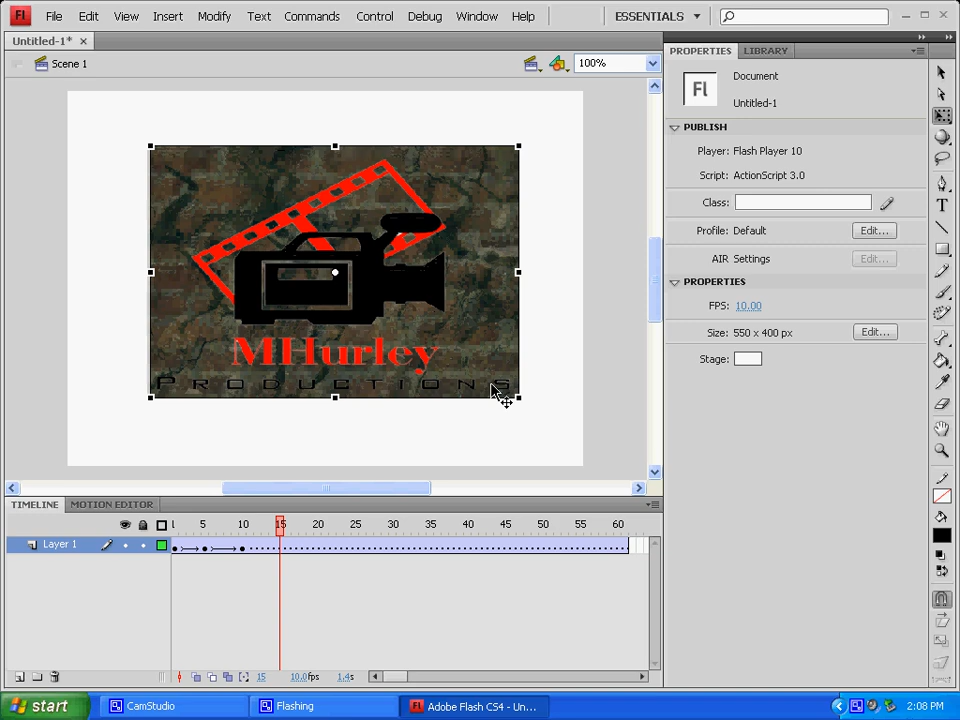 Fl File Edit View Insert Modify Text Commands Control Debug Window Help ESSENTIALS
Untitled-1*
Scene 1 100%
MHurley
Productions
PROPERTIES LIBRARY
Fl Document
Untitled-1
PUBLISH
Player: Flash Player 10
Script: ActionScript 3.0
Class:
Profile: Default Edit...
AIR Settings Edit...
PROPERTIES
FPS: 10.00
Size: 550 x 400 px Edit...
Stage:
TIMELINE MOTION EDITOR
1 5 10 15 20 25 30 35 40 45 50 55 60
Layer 1
15 10.0fps 1.4s
start CamStudio Flashing Fl Adobe Flash CS4 - Un... 2:08 PM